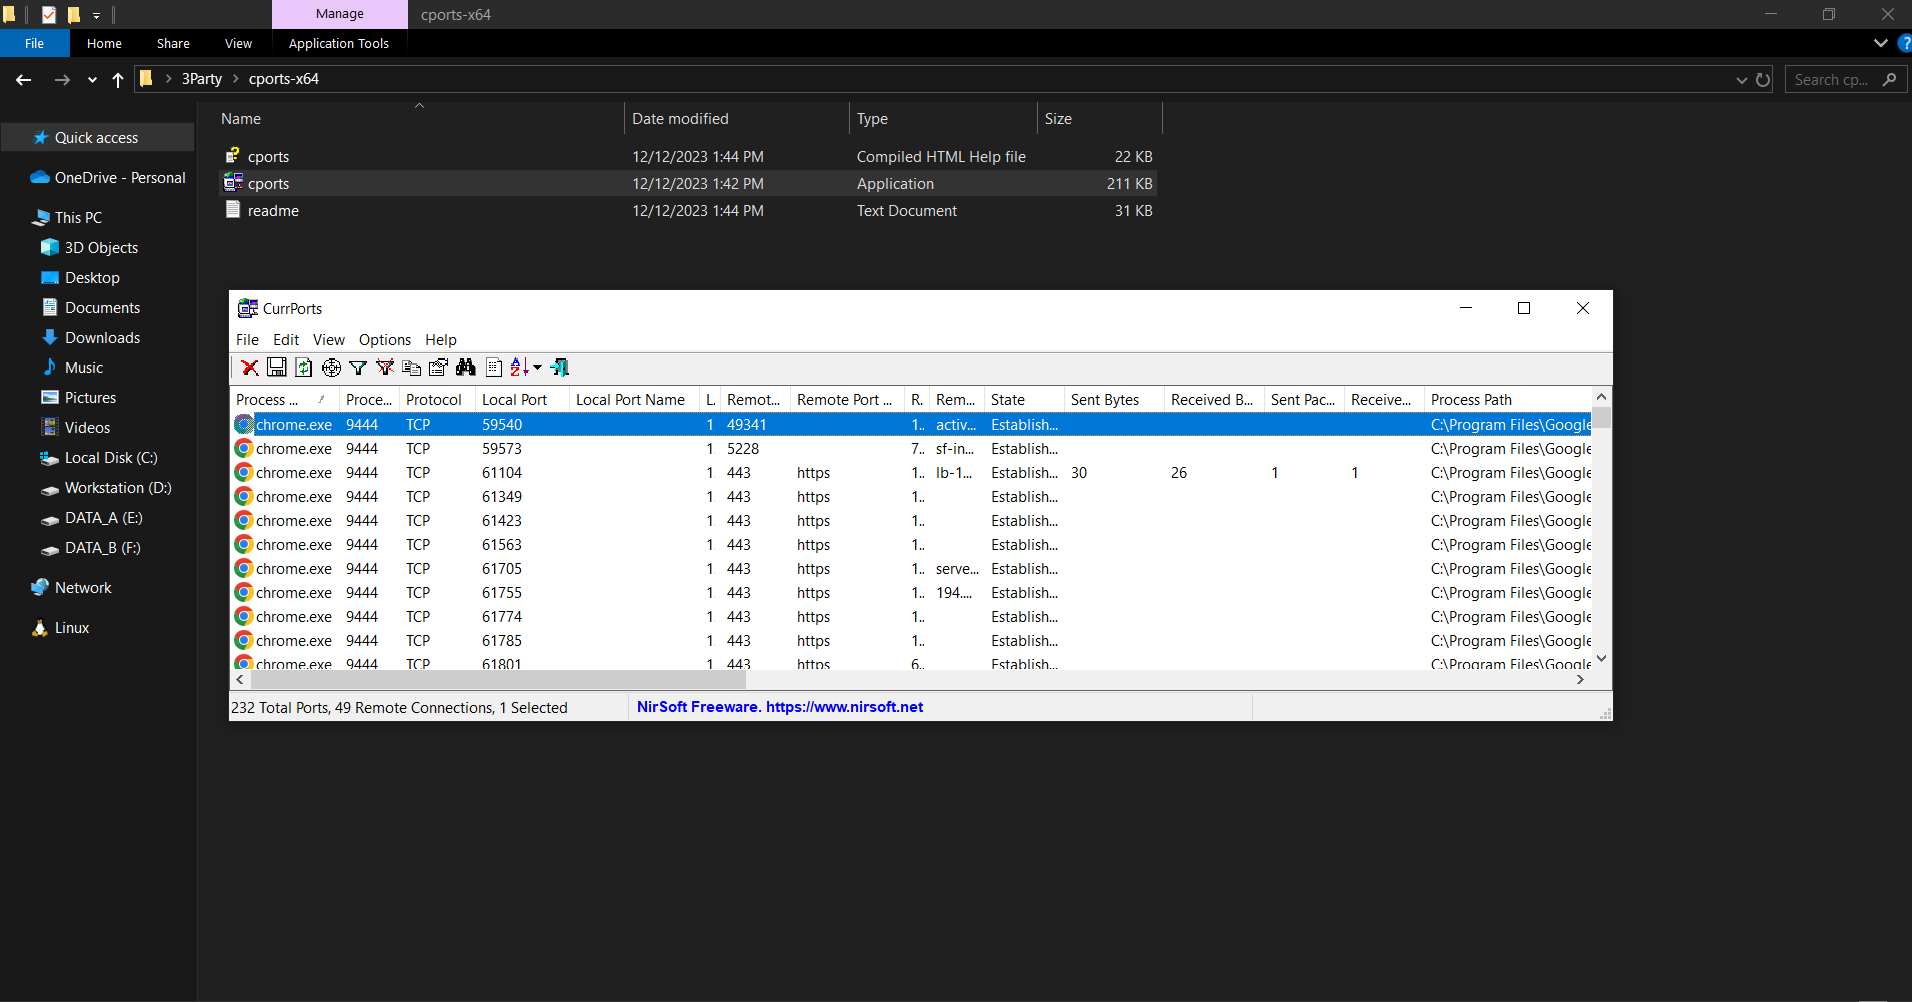 Manage cports-x64
File Home Share View Application Tools
3Party cports-x64 Search cp...
Name Date modified Type Size
cports 12/12/2023 1:44 PM Compiled HTML Help file 22 KB
cports 12/12/2023 1:42 PM Application 211 KB
readme 12/12/2023 1:44 PM Text Document 31 KB
Quick access
OneDrive - Personal
This PC
3D Objects
Desktop
Documents
Downloads
Music
Pictures
Videos
Local Disk (C:)
Workstation (D:)
DATA_A (E:)
DATA_B (F:)
Network
Linux
CurrPorts
File Edit View Options Help
Process ... Proce... Protocol Local Port Local Port Name L. Remot... Remote Port ... R. Rem... State Sent Bytes Received B... Sent Pac... Receive... Process Path
chrome.exe 9444 TCP 59540 1 49341 1.. activ... Establish... C:\Program Files\Google
chrome.exe 9444 TCP 59573 1 5228 7.. sf-in... Establish... C:\Program Files\Google
chrome.exe 9444 TCP 61104 1 443 https 1.. lb-1... Establish... 30 26 1 1 C:\Program Files\Google
chrome.exe 9444 TCP 61349 1 443 https 1.. Establish... C:\Program Files\Google
chrome.exe 9444 TCP 61423 1 443 https 1.. Establish... C:\Program Files\Google
chrome.exe 9444 TCP 61563 1 443 https 1.. Establish... C:\Program Files\Google
chrome.exe 9444 TCP 61705 1 443 https 1.. serve... Establish... C:\Program Files\Google
chrome.exe 9444 TCP 61755 1 443 https 1.. 194.... Establish... C:\Program Files\Google
chrome.exe 9444 TCP 61774 1 443 https 1.. Establish... C:\Program Files\Google
chrome.exe 9444 TCP 61785 1 443 https 1.. Establish... C:\Program Files\Google
chrome.exe 9444 TCP 61801 1 443 https 6.. Establish... C:\Program Files\Google
232 Total Ports, 49 Remote Connections, 1 Selected NirSoft Freeware. https://www.nirsoft.net